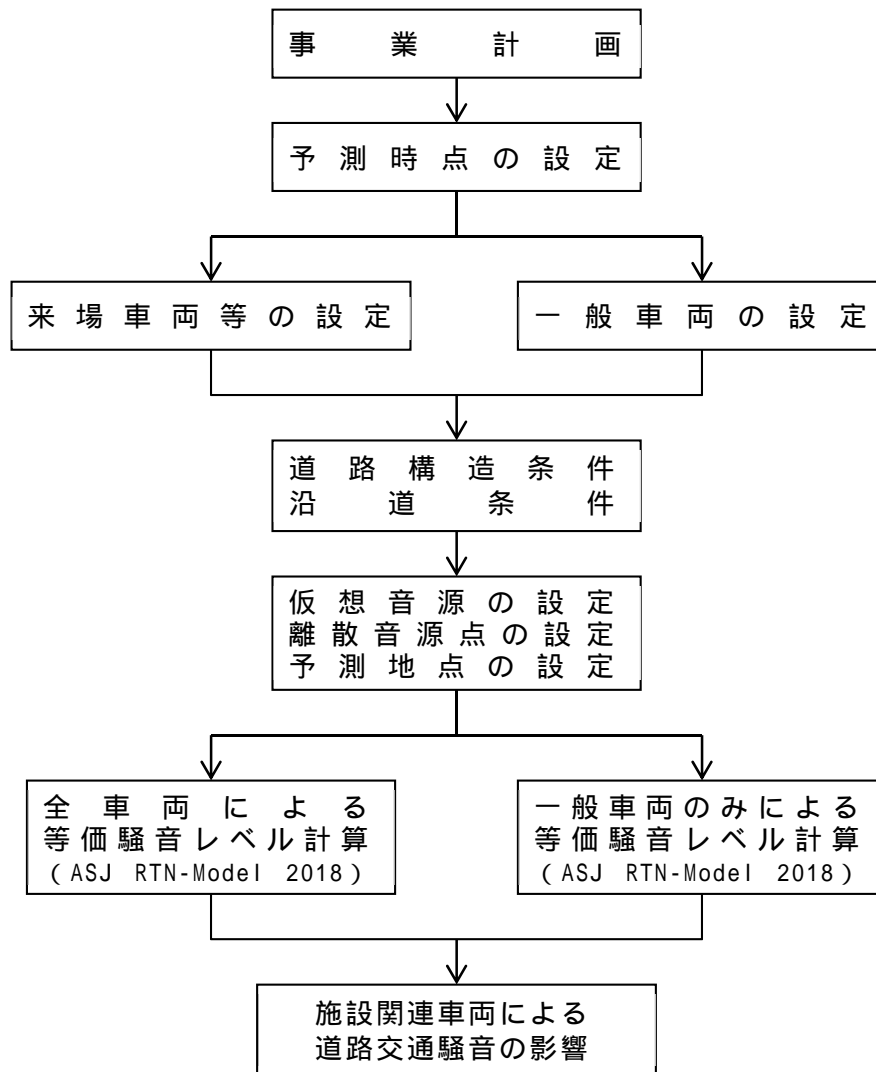 事業計画
予測時点の設定
来場車両等の設定
一般車両の設定
道路構造条件
沿道条件
仮想音源の設定
離散音源点の設定
予測地点の設定
全車両による
等価騒音レベル計算
(ASJ RTN-Model 2018)
一般車両のみによる
等価騒音レベル計算
(ASJ RTN-Model 2018)
施設関連車両による
道路交通騒音の影響